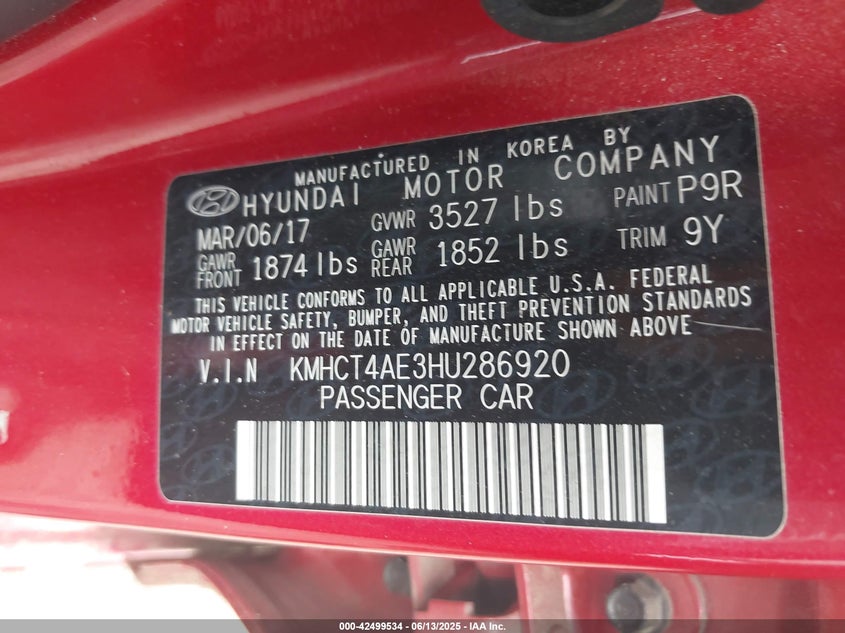 MANUFACTURED IN KOREA BY
HYUNDAI MOTOR COMPANY
MAR/06/17 GVWR 3527 lbs PAINT P9R
GAWR FRONT 1874 lbs GAWR REAR 1852 lbs TRIM 9Y
THIS VEHICLE CONFORMS TO ALL APPLICABLE U.S.A. FEDERAL
MOTOR VEHICLE SAFETY, BUMPER, AND THEFT PREVENTION STANDARDS
IN EFFECT ON THE DATE OF MANUFACTURE SHOWN ABOVE
V.I.N KMHCT4AE3HU286920
PASSENGER CAR
000-42499534 - 06/13/2025 - IAA Inc.